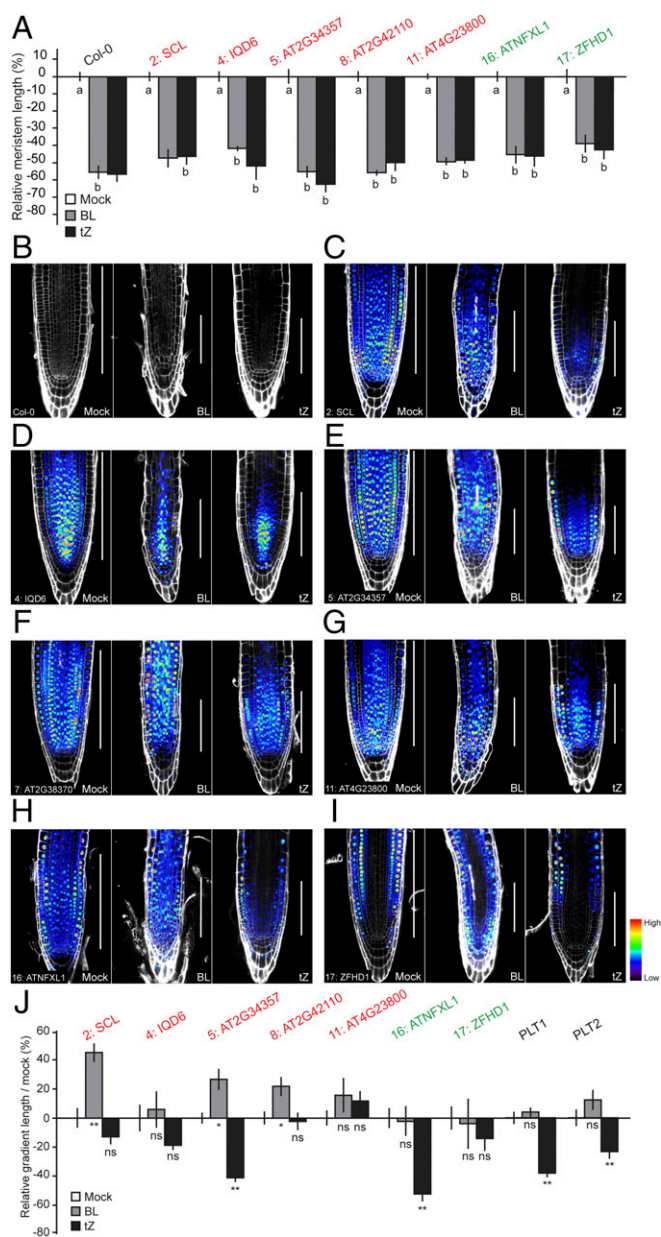 A
Col-0 2: SCL 4: IQD6 5: AT2G34357 8: AT2G42110 11: AT4G23800 16: ATNFXL1 17: ZFHD1
Relative meristem length (%)
10
0
-10
-20
-30
-40
-50
-60
-70
-80
a a a a a a a a
b b b b b b b b b b b b b b
Mock
BL
tZ
B
Col-0 Mock BL tZ
C
2: SCL Mock BL tZ
D
4: IQD6 Mock BL tZ
E
5: AT2G34357 Mock BL tZ
F
7: AT2G38370 Mock BL tZ
G
11: AT4G23800 Mock BL tZ
H
16: ATNFXL1 Mock BL tZ
I
17: ZFHD1 Mock BL tZ
High
Low
J
2: SCL 4: IQD6 5: AT2G34357 8: AT2G42110 11: AT4G23800 16: ATNFXL1 17: ZFHD1 PLT1 PLT2
Relative gradient length / mock (%)
60
40
20
0
-20
-40
-60
-80
** ns ns ns * ** * ns ns ns ns ** ns ns ns ** ns **
Mock
BL
tZ